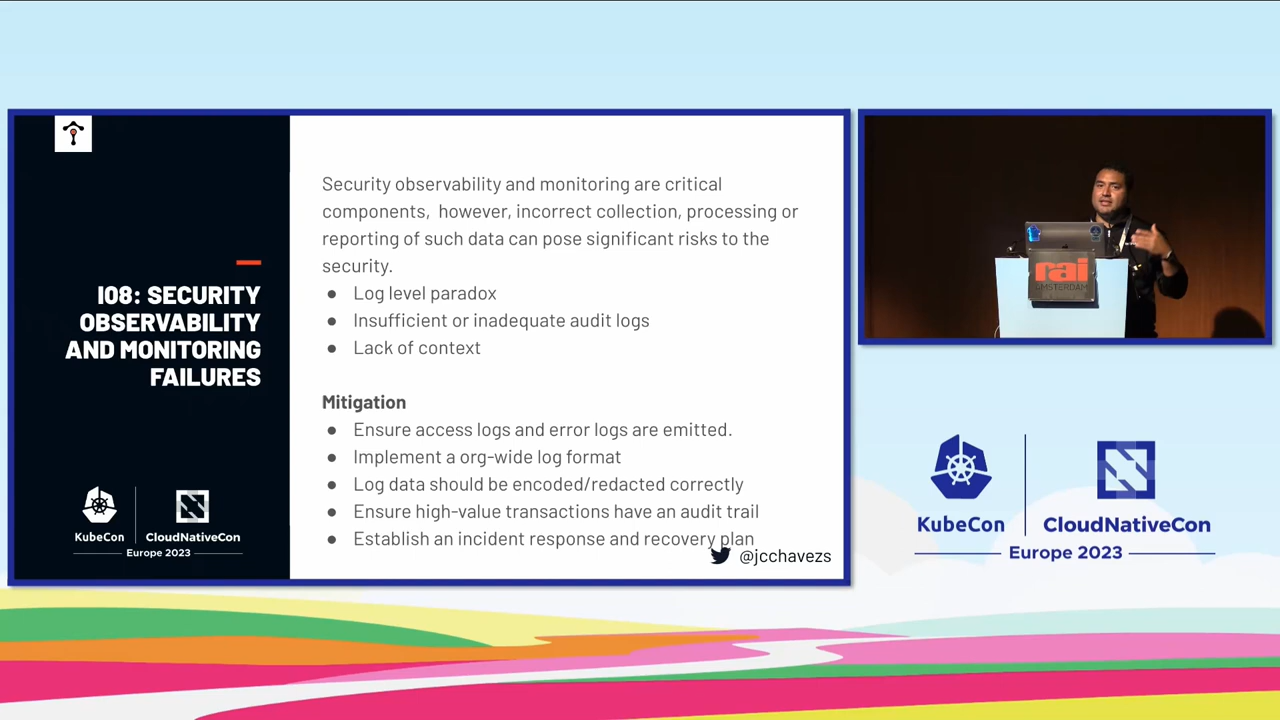 I08: SECURITY
OBSERVABILITY
AND MONITORING
FAILURES
KubeCon
CloudNativeCon
Europe 2023
Security observability and monitoring are critical
components,  however, incorrect collection, processing or
reporting of such data can pose significant risks to the
security.
● Log level paradox
● Insufficient or inadequate audit logs
● Lack of context
Mitigation
● Ensure access logs and error logs are emitted.
● Implement a org-wide log format
● Log data should be encoded/redacted correctly
● Ensure high-value transactions have an audit trail
● Establish an incident response and recovery plan
@jcchavezs
rai
AMSTERDAM
KubeCon
CloudNativeCon
Europe 2023